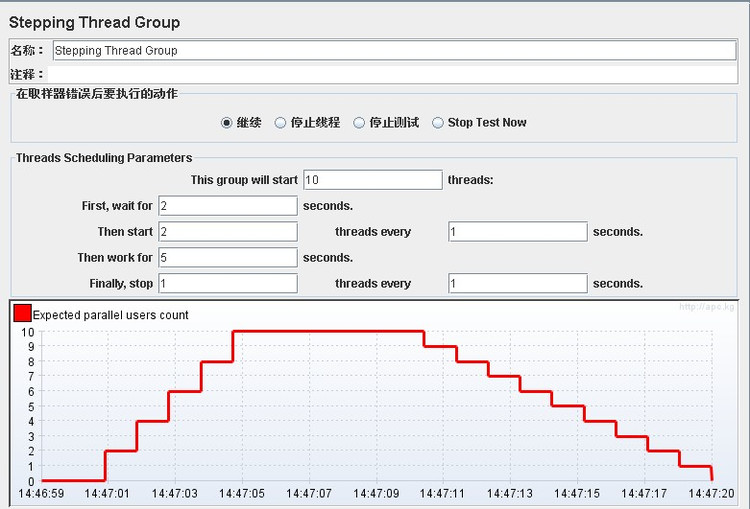 Stepping Thread Group
名称： Stepping Thread Group
注释：
在取样器错误后要执行的动作
继续 停止线程 停止测试 Stop Test Now
Threads Scheduling Parameters
This group will start 10 threads:
First, wait for 2 seconds.
Then start 2 threads every 1 seconds.
Then work for 5 seconds.
Finally, stop 1 threads every 1 seconds.
http://apc.kg
Expected parallel users count
10
9
8
7
6
5
4
3
2
1
0
14:46:59 14:47:01 14:47:03 14:47:05 14:47:07 14:47:09 14:47:11 14:47:13 14:47:15 14:47:17 14:47:20